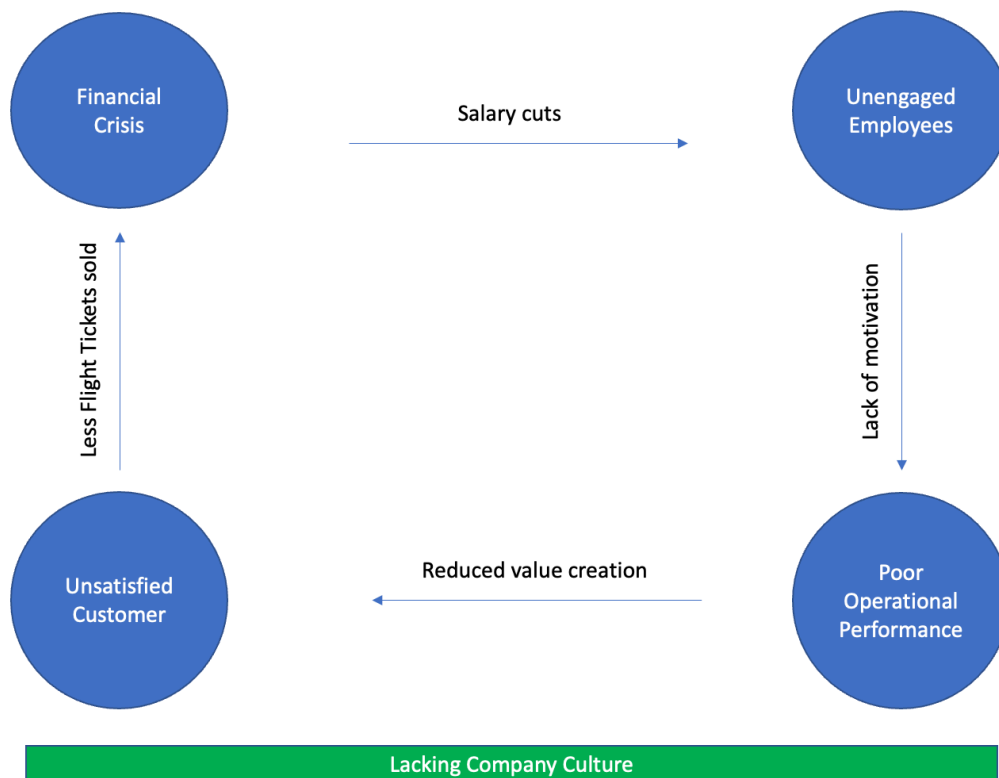 Financial
Crisis
Salary cuts
Unengaged
Employees
Less Flight Tickets sold
Lack of motivation
Unsatisfied
Customer
Reduced value creation
Poor
Operational
Performance
Lacking Company Culture